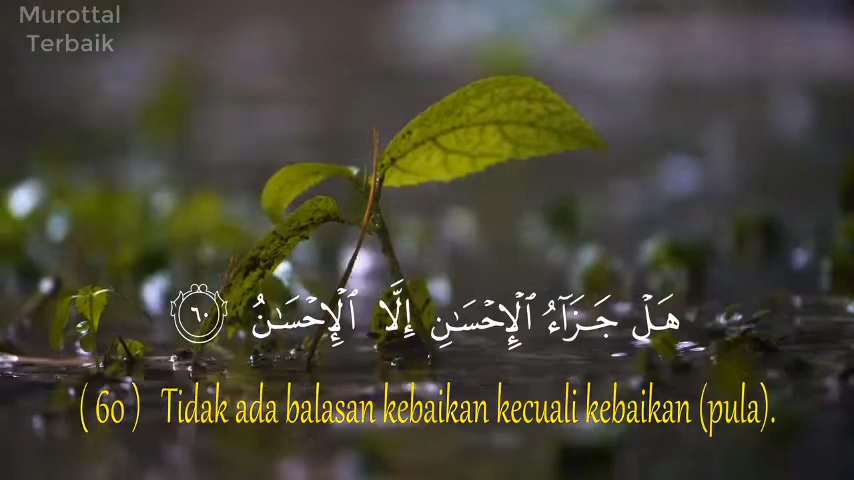 Murottal
Terbaik
هَلْ جَزَآءُ ٱلْإِحْسَـٰنِ إِلَّا ٱلْإِحْسَـٰنُ ٦٠
( 60 ) Tidak ada balasan kebaikan kecuali kebaikan (pula).